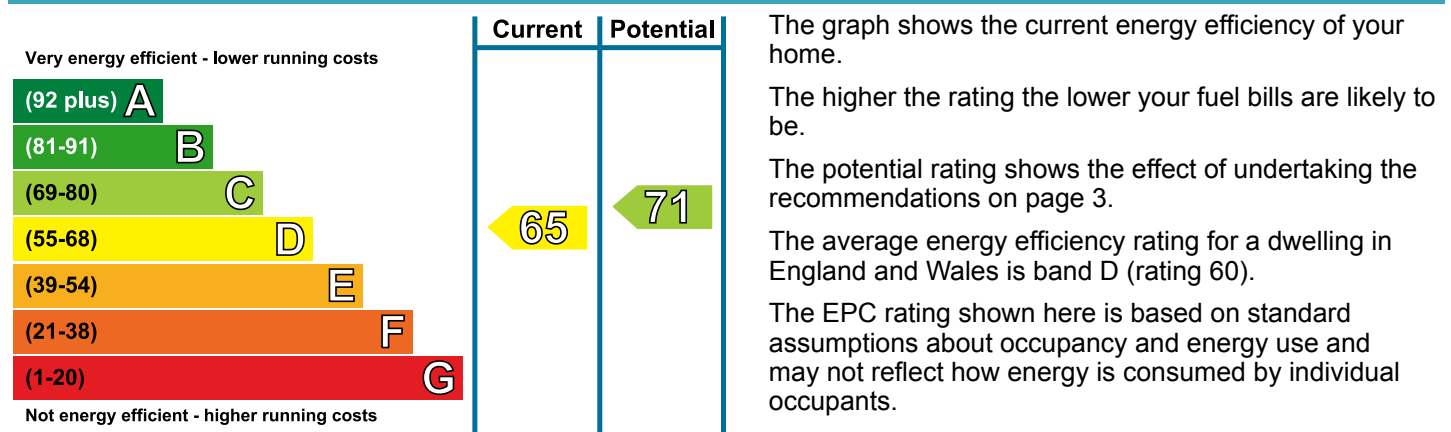 Current Potential
Very energy efficient - lower running costs
(92 plus) A
(81-91) B
(69-80) C
(55-68) D
(39-54) E
(21-38) F
(1-20) G
Not energy efficient - higher running costs
65
71
The graph shows the current energy efficiency of your
home.
The higher the rating the lower your fuel bills are likely to
be.
The potential rating shows the effect of undertaking the
recommendations on page 3.
The average energy efficiency rating for a dwelling in
England and Wales is band D (rating 60).
The EPC rating shown here is based on standard
assumptions about occupancy and energy use and
may not reflect how energy is consumed by individual
occupants.